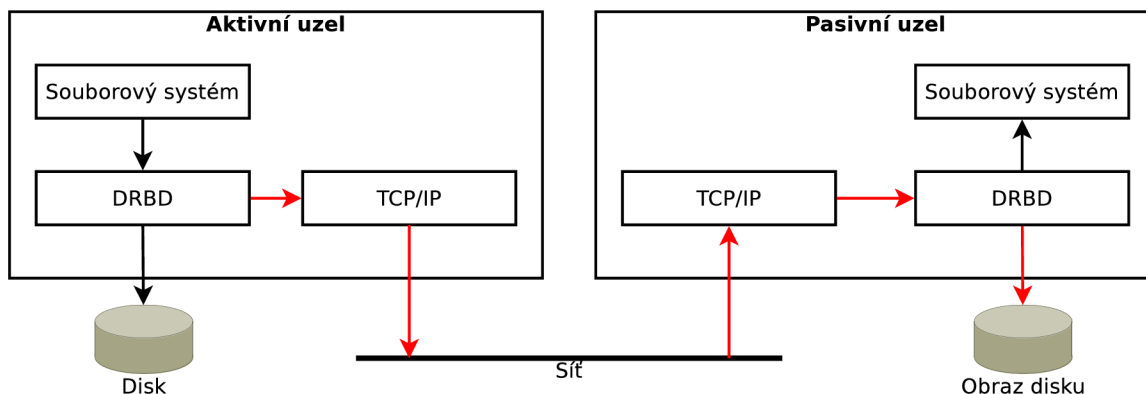 Aktivní uzel
Souborový systém
DRBD
TCP/IP
Disk
Síť
Pasivní uzel
Souborový systém
TCP/IP
DRBD
Obraz disku